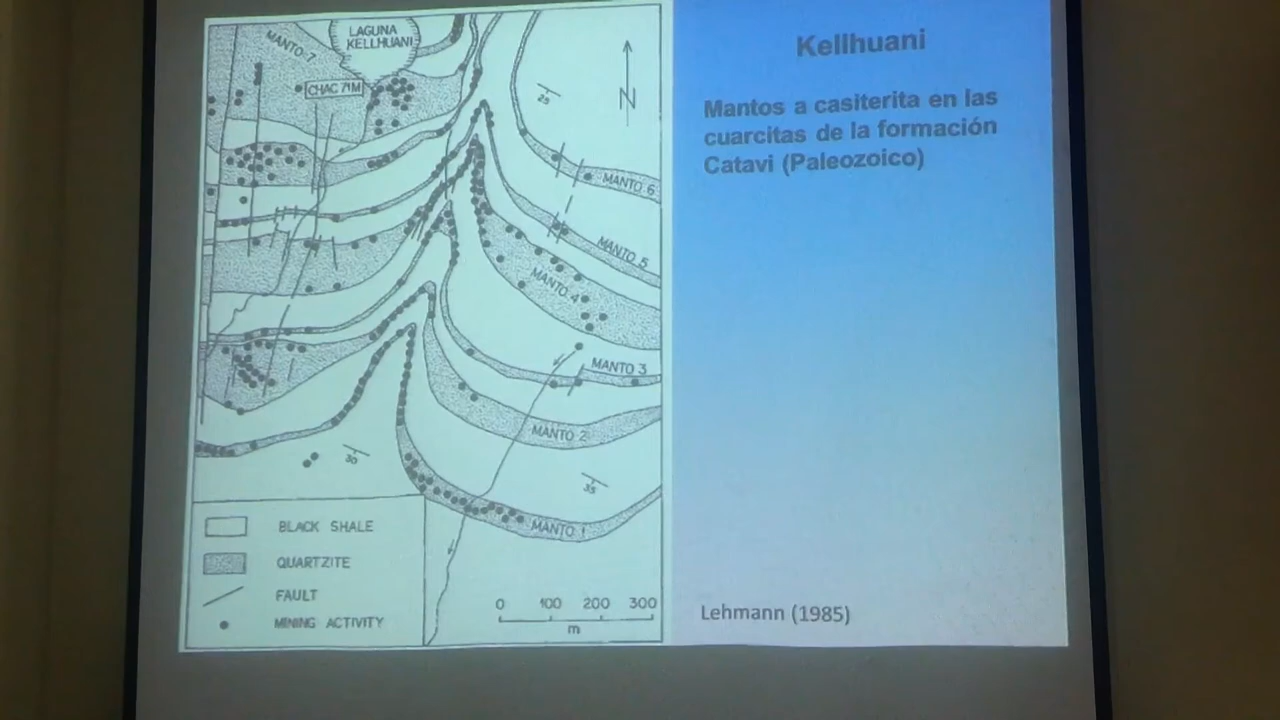 LAGUNA
KELLHUANI
MANTO 7
CHAC 71M
N
25
MANTO 6
MANTO 5
MANTO 4
MANTO 3
MANTO 2
30
35
MANTO 1
BLACK SHALE
QUARTZITE
FAULT
MINING ACTIVITY
0 100 200 300
m
Kellhuani
Mantos a casiterita en las
cuarcitas de la formación
Catavi (Paleozoico)
Lehmann (1985)